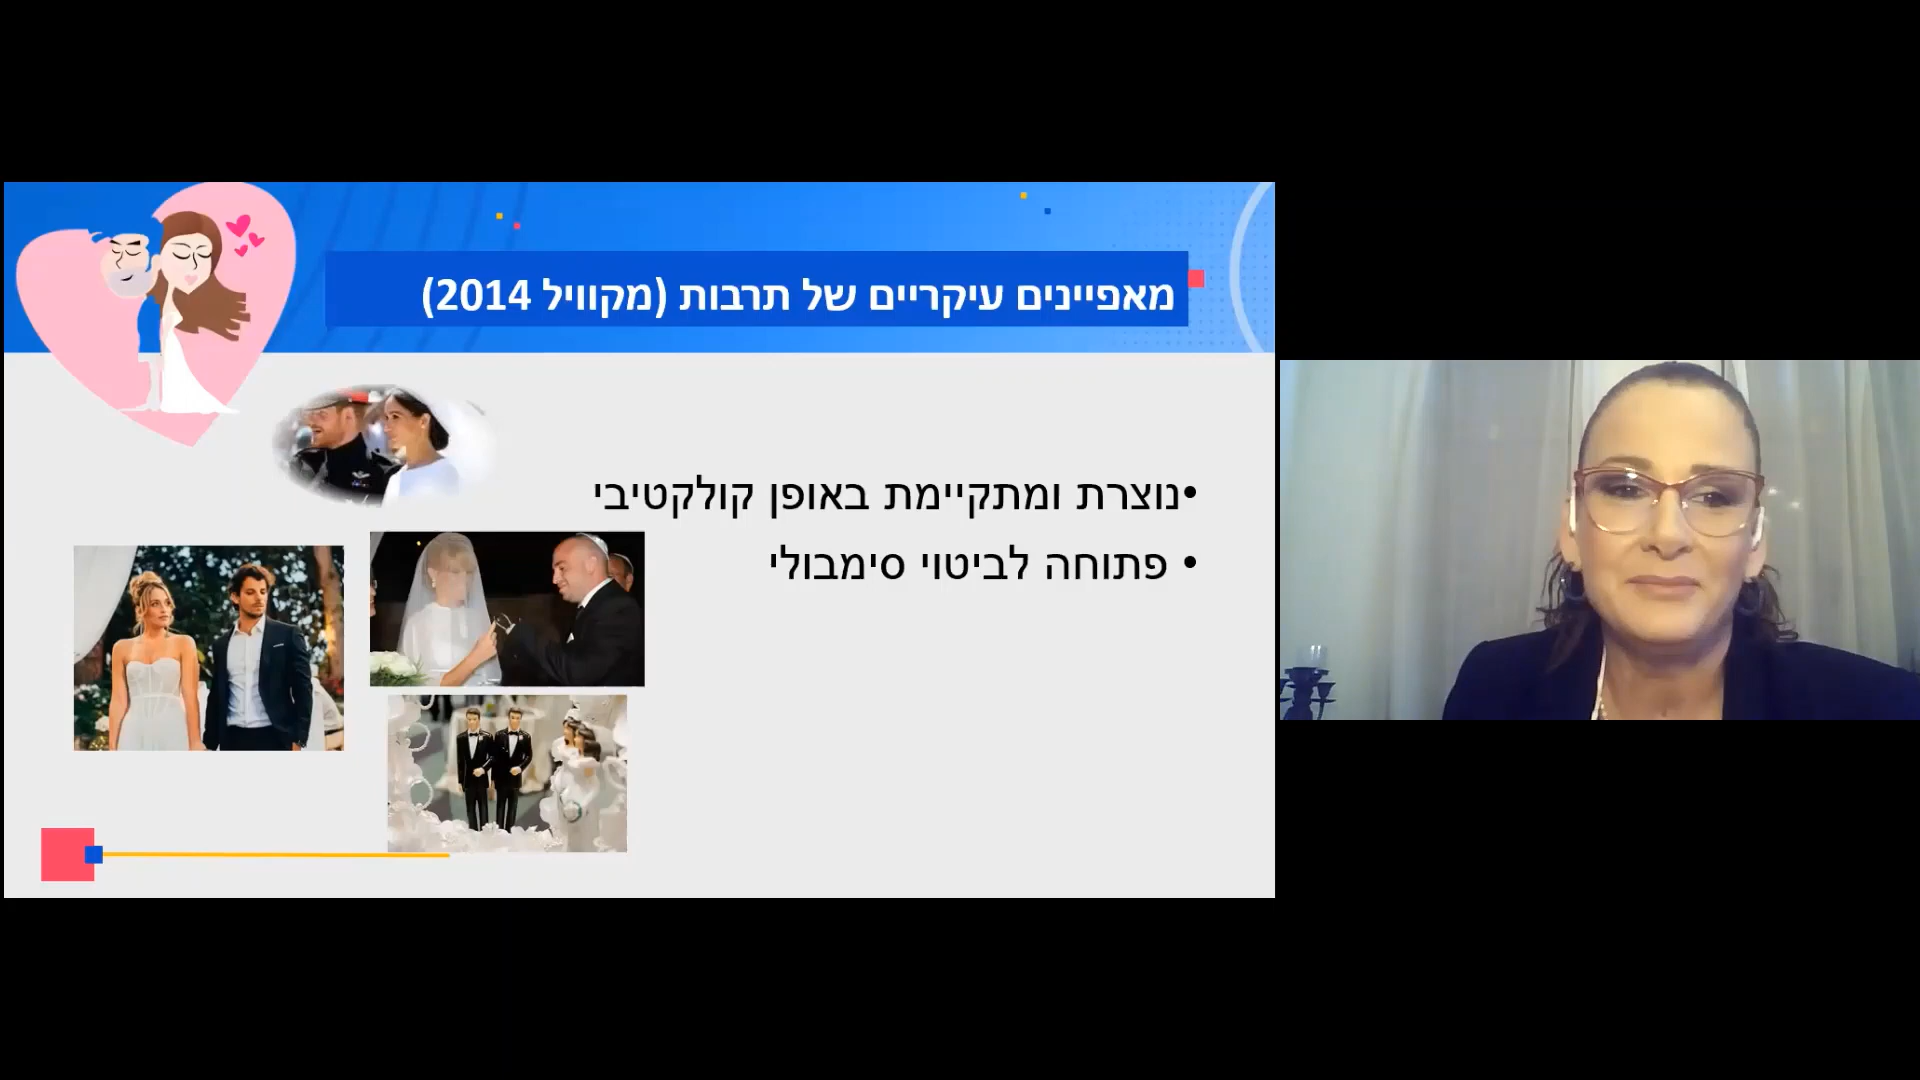 מאפיינים עיקריים של תרבות (מקוויל 2014)
•נוצרת ומתקיימת באופן קולקטיבי
• פתוחה לביטוי סימבולי